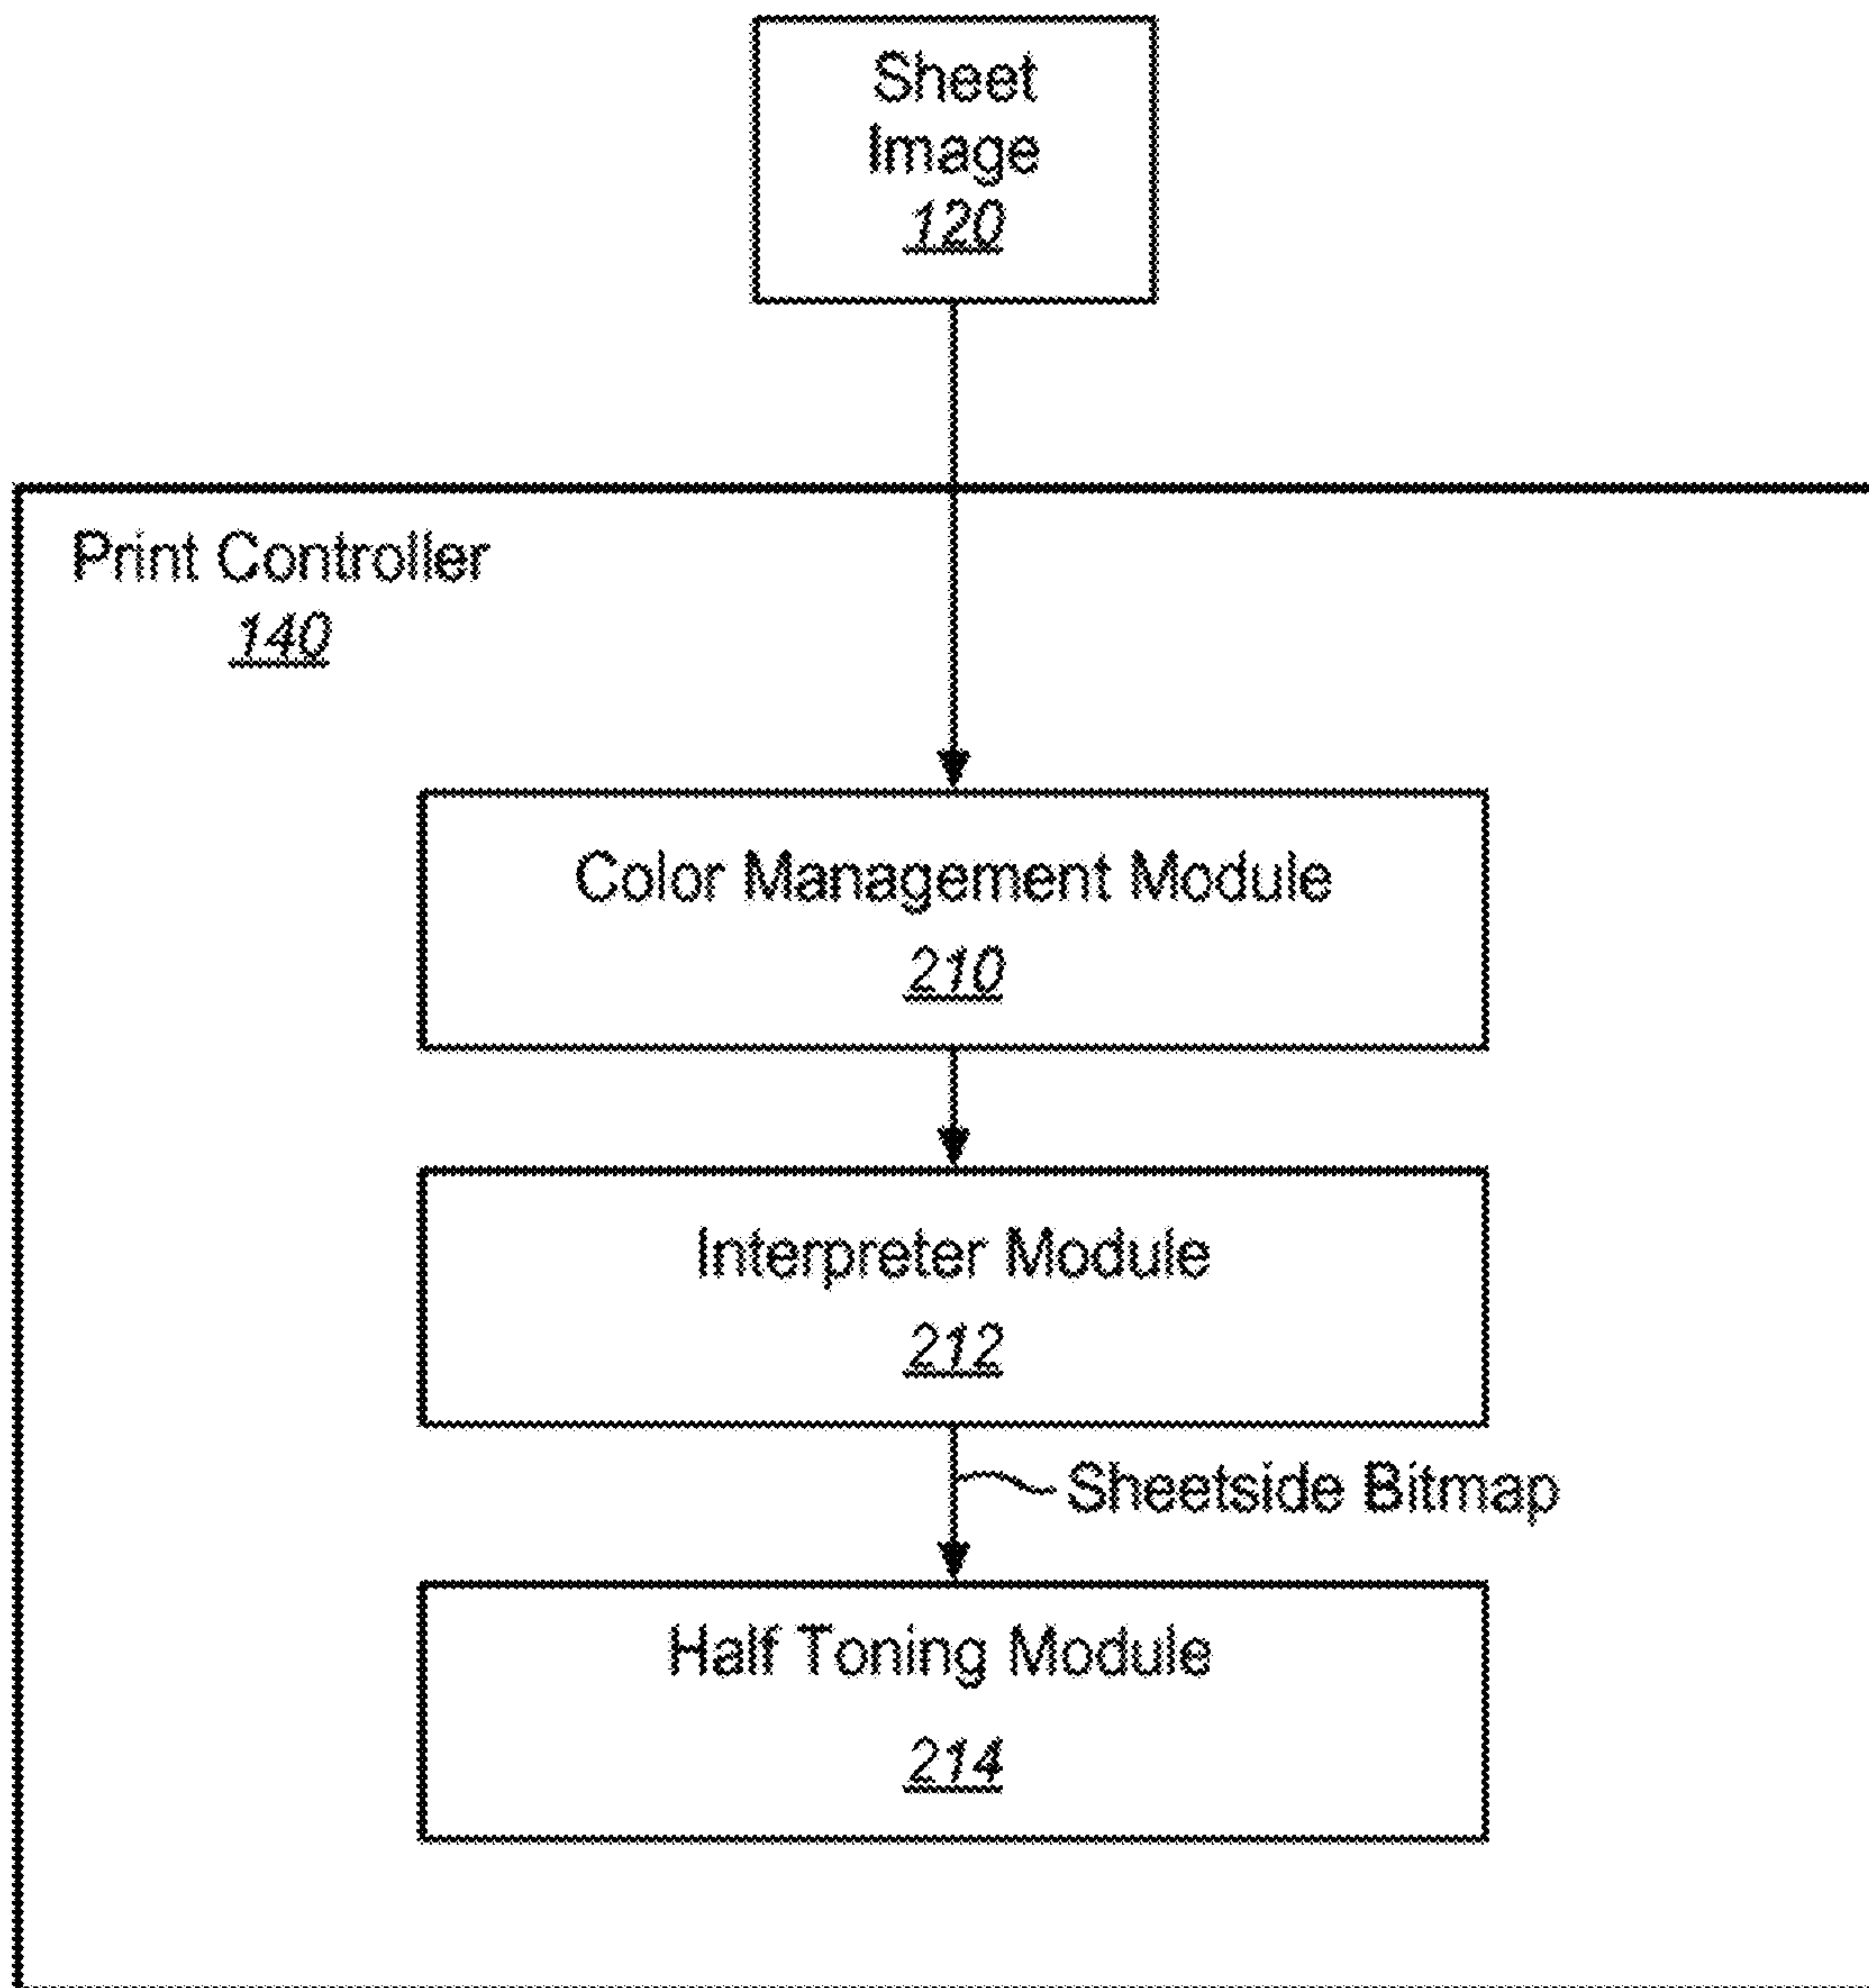 Sheet
Image
120
Print Controller
140
Color Management Module
210
Interpreter Module
212
Sheetside Bitmap
Half Toning Module
214